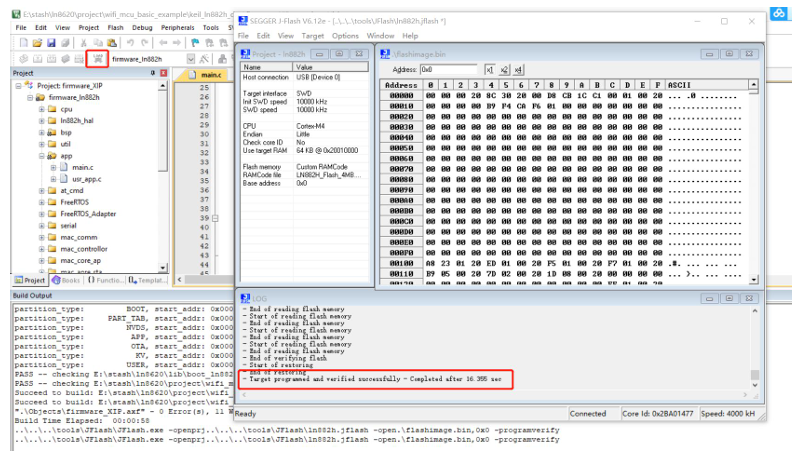 E:\stash\ln8620\project\wifi_mcu_basic_example\keil_ln882h
File Edit View Project Flash Debug Peripherals Tools S
firmware_ln882h
Project
Project: firmware_XIP
firmware_ln882h
cpu
ln882h_hal
bsp
util
app
main.c
usr_app.c
at_cmd
FreeRTOS
FreeRTOS_Adapter
serial
mac_comm
mac_controllor
mac_core_ap
mac_core_sta
Project Books Functio... Templat...
main.c
25
26
27
28
29
30
31
32
33
34
35
36
37
38
39
40
41
42
43
44
45
SEGGER J-Flash V6.12e - [..\..\..\tools\JFlash\ln882h.jflash *]
File Edit View Target Options Window Help
Project - ln882h
Name Value
Host connection USB [Device 0]
Target interface SWD
Init SWD speed 10000 kHz
SWD speed 10000 kHz
CPU Cortex-M4
Endian Little
Check core ID No
Use target RAM 64 KB @ 0x20010000
Flash memory Custom RAMCode
RAMCode file LN882H_Flash_4MB....
Base address 0x0
.\flashimage.bin
Address: 0x0 x1 x2 x4
Address 0 1 2 3 4 5 6 7 8 9 A B C D E F ASCII
00000 00 00 00 20 8C 30 20 00 D8 CB 1C C1 00 01 00 20 ... .0 ........
00010 00 00 00 00 B9 F4 CA F6 01 00 00 00 00 00 00 00 ................
00020 00 00 00 00 00 00 00 00 00 00 00 00 00 00 00 00 ................
00030 00 00 00 00 00 00 00 00 00 00 00 00 00 00 00 00 ................
00040 00 00 00 00 00 00 00 00 00 00 00 00 00 00 00 00 ................
00050 00 00 00 00 00 00 00 00 00 00 00 00 00 00 00 00 ................
00060 00 00 00 00 00 00 00 00 00 00 00 00 00 00 00 00 ................
00070 00 00 00 00 00 00 00 00 00 00 00 00 00 00 00 00 ................
00080 00 00 00 00 00 00 00 00 00 00 00 00 00 00 00 00 ................
00090 00 00 00 00 00 00 00 00 00 00 00 00 00 00 00 00 ................
000A0 00 00 00 00 00 00 00 00 00 00 00 00 00 00 00 00 ................
000B0 00 00 00 00 00 00 00 00 00 00 00 00 00 00 00 00 ................
000C0 00 00 00 00 00 00 00 00 00 00 00 00 00 00 00 00 ................
000D0 00 00 00 00 00 00 00 00 00 00 00 00 00 00 00 00 ................
000E0 00 00 00 00 00 00 00 00 00 00 00 00 00 00 00 00 ................
000F0 00 00 00 00 00 00 00 00 00 00 00 00 00 00 00 00 ................
00100 A8 23 01 20 ED 01 00 20 F5 01 00 20 F7 01 00 20 .#. ... ... ...
00110 B9 05 00 20 7D 02 00 20 1D 08 00 20 00 00 00 00 ... }.. ... ....
LOG
- End of reading flash memory
- Start of reading flash memory
- End of reading flash memory
- Start of reading flash memory
- End of reading flash memory
- Start of reading flash memory
- End of reading flash memory
- End of verifying flash
- Start of restoring
- End of restoring
- Target programmed and verified successfully - Completed after 16.355 sec
Ready Connected Core Id: 0x2BA01477 Speed: 4000 kH
Build Output
partition_type: BOOT, start_addr: 0x000
partition_type: PART_TAB, start_addr: 0x000
partition_type: NVDS, start_addr: 0x000
partition_type: APP, start_addr: 0x000
partition_type: OTA, start_addr: 0x000
partition_type: KV, start_addr: 0x000
partition_type: USER, start_addr: 0x000
PASS -- checking E:\stash\ln8620\lib\boot_ln882
PASS -- checking E:\stash\ln8620\project\wifi_m
Succeed to build: E:\stash\ln8620\project\wifi_
Succeed to build: E:\stash\ln8620\project\wifi_
".\Objects\firmware_XIP.axf" - 0 Error(s), 11 W
Build Time Elapsed: 00:00:58
..\..\..\tools\JFlash\JFlash.exe -openprj..\..\..\tools\JFlash\ln882h.jflash -open.\flashimage.bin,0x0 -programverify
..\..\..\tools\JFlash\JFlash.exe -openprj..\..\..\tools\JFlash\ln882h.jflash -open.\flashimage.bin,0x0 -programverify